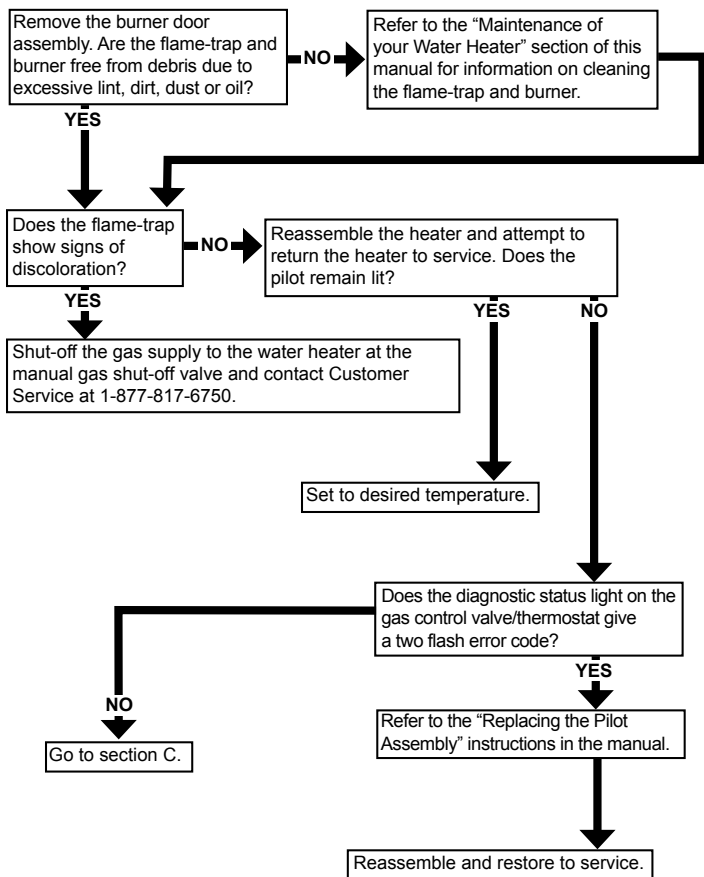 Remove the burner door
assembly. Are the flame-trap and
burner free from debris due to
excessive lint, dirt, dust or oil?
NO
Refer to the “Maintenance of
your Water Heater” section of this
manual for information on cleaning
the flame-trap and burner.
YES
Does the flame-trap
show signs of
discoloration?
NO
Reassemble the heater and attempt to
return the heater to service. Does the
pilot remain lit?
YES
YES
NO
Shut-off the gas supply to the water heater at the
manual gas shut-off valve and contact Customer
Service at 1-877-817-6750.
Set to desired temperature.
Does the diagnostic status light on the
gas control valve/thermostat give
a two flash error code?
YES
NO
Refer to the “Replacing the Pilot
Assembly” instructions in the manual.
Go to section C.
Reassemble and restore to service.